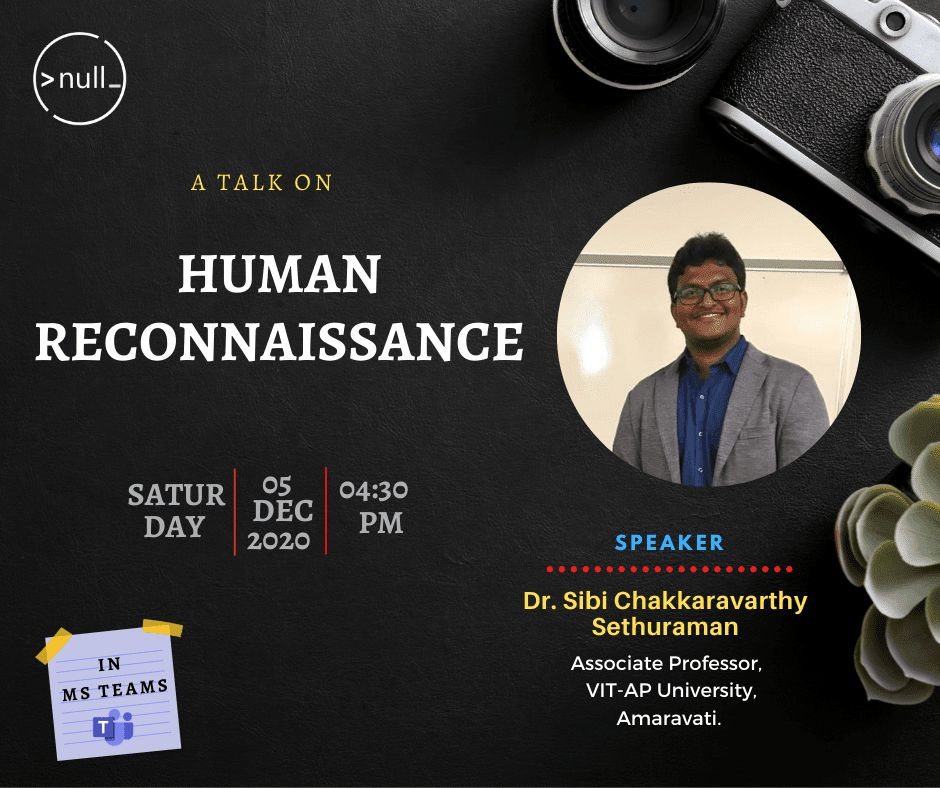 >null_
A TALK ON
HUMAN
RECONNAISSANCE
SATUR
DAY
05
DEC
2020
04:30
PM
SPEAKER
Dr. Sibi Chakkaravarthy
Sethuraman
Associate Professor,
VIT-AP University,
Amaravati.
IN
MS TEAMS
T